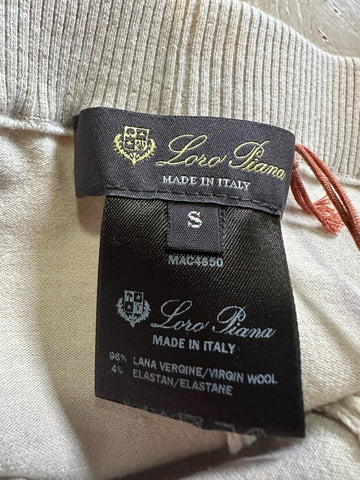 Loro Piana
MADE IN ITALY
S
MAC4850
Loro Piana
MADE IN ITALY
96% LANA VERGINE/VIRGIN WOOL
4% ELASTAN/ELASTANE